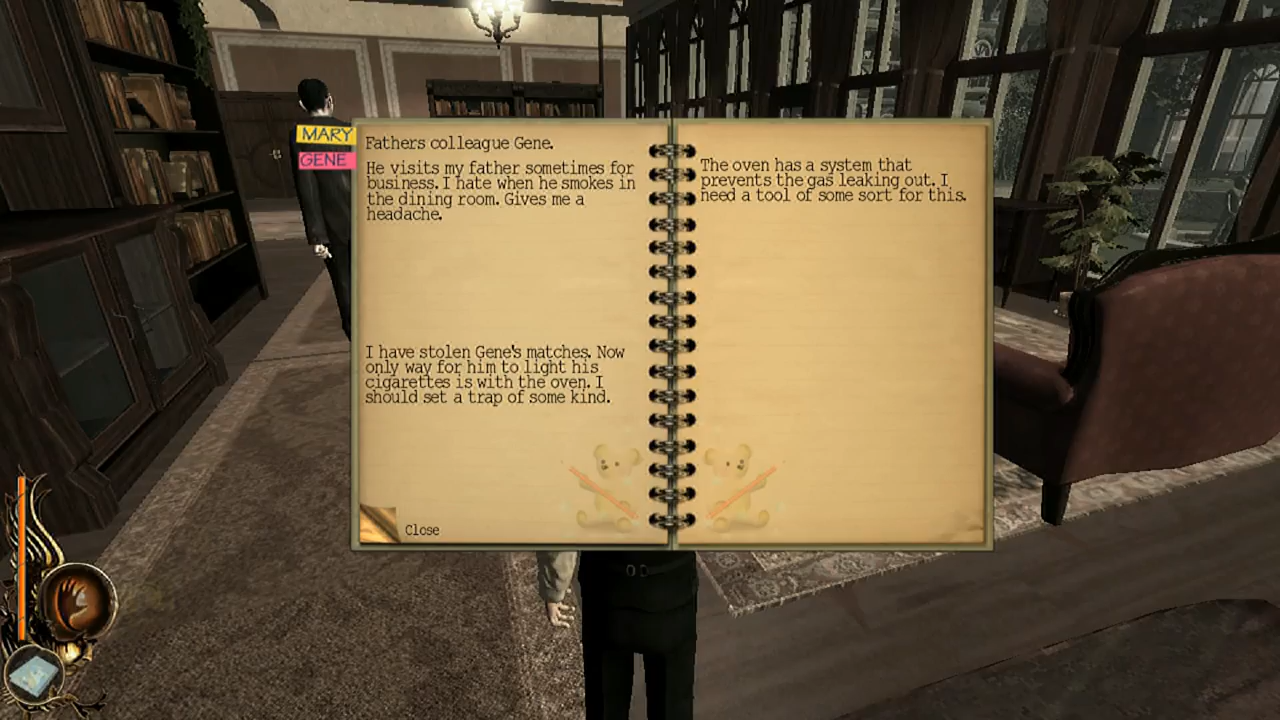 MARY
GENE
Fathers colleague Gene.
He visits my father sometimes for
business. I hate when he smokes in
the dining room. Gives me a
headache.
I have stolen Gene's matches. Now
only way for him to light his
cigarettes is with the oven. I
should set a trap of some kind.
Close
The oven has a system that
prevents the gas leaking out. I
need a tool of some sort for this.